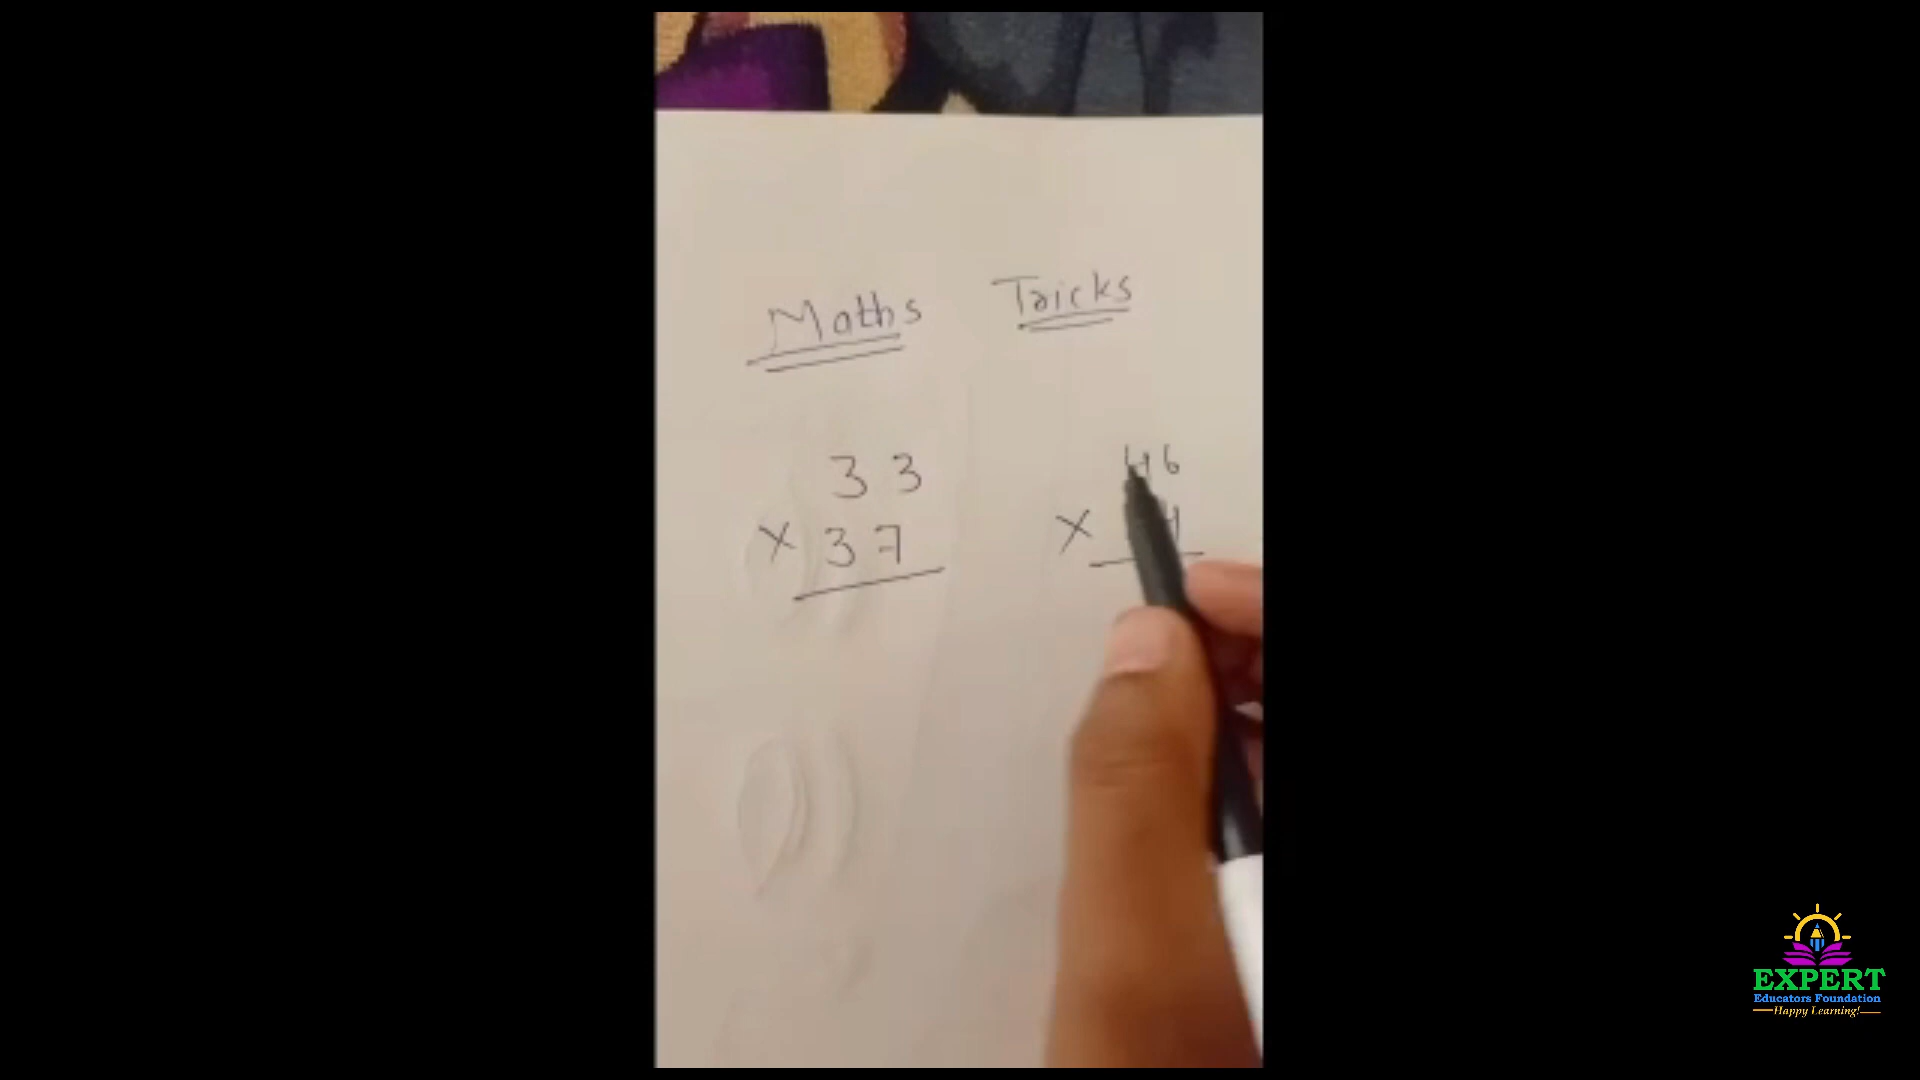 Maths Tricks
33
x 37
46
x
EXPERT
Educators Foundation
Happy Learning!